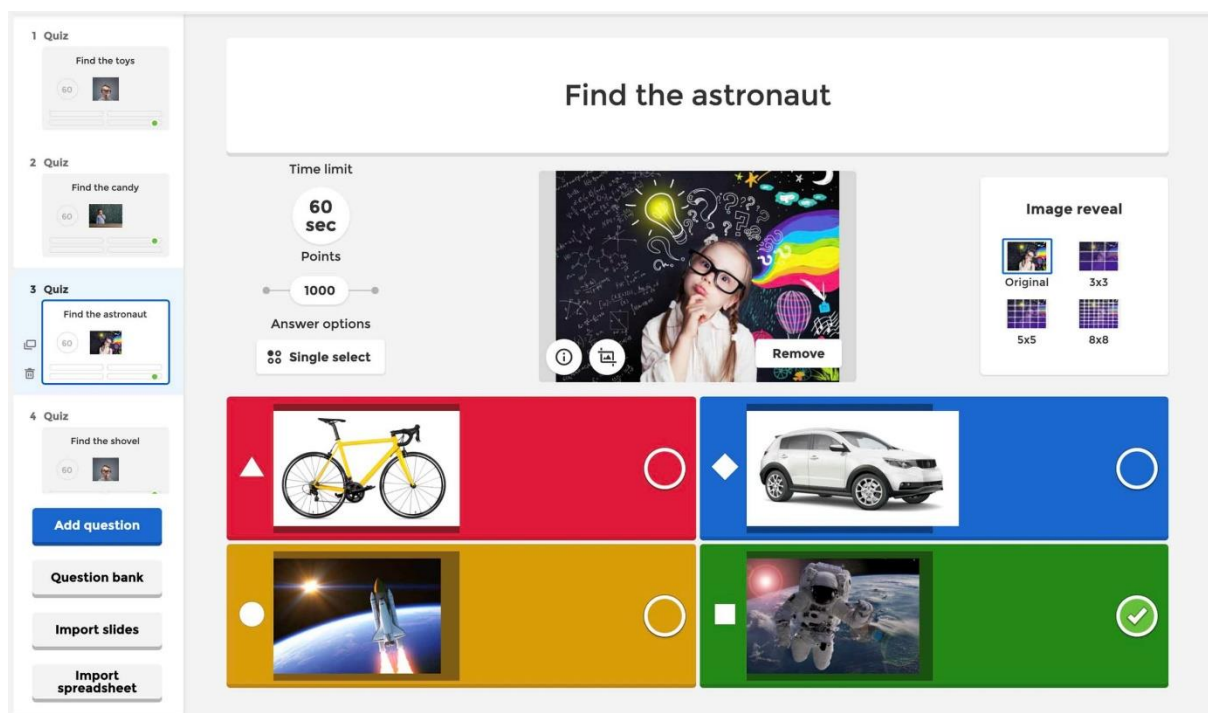 1 Quiz
Find the toys
60
2 Quiz
Find the candy
60
3 Quiz
Find the astronaut
60
4 Quiz
Find the shovel
60
Add question
Question bank
Import slides
Import
spreadsheet
Find the astronaut
Time limit
60
sec
Points
1000
Answer options
Single select
Remove
Image reveal
Original
3x3
5x5
8x8